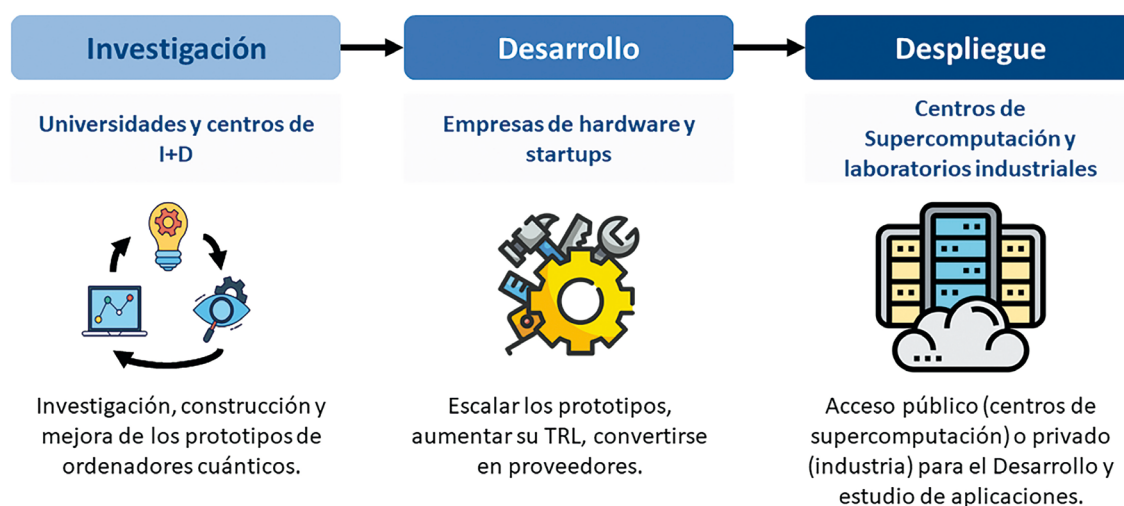 Investigación
Desarrollo
Despliegue
Universidades y centros de
I+D
Empresas de hardware y
startups
Centros de
Supercomputación y
laboratorios industriales
Investigación, construcción y
mejora de los prototipos de
ordenadores cuánticos.
Escalar los prototipos,
aumentar su TRL, convertirse
en proveedores.
Acceso público (centros de
supercomputación) o privado
(industria) para el Desarrollo y
estudio de aplicaciones.